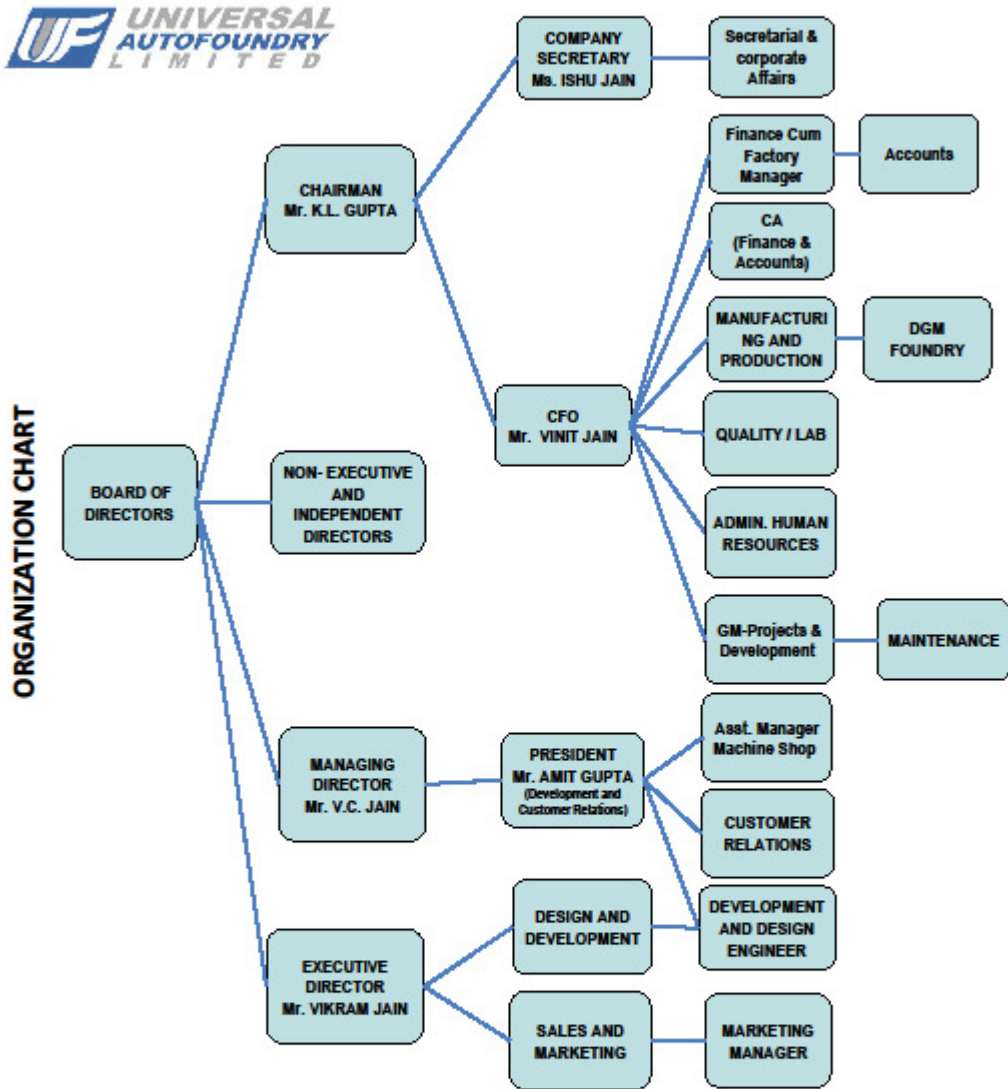 UNIVERSAL
AUTOFOUNDRY
LIMITED
ORGANIZATION CHART
BOARD OF
DIRECTORS
CHAIRMAN
Mr. K.L. GUPTA
NON- EXECUTIVE
AND
INDEPENDENT
DIRECTORS
MANAGING
DIRECTOR
Mr. V.C. JAIN
EXECUTIVE
DIRECTOR
Mr. VIKRAM JAIN
COMPANY
SECRETARY
Ms. ISHU JAIN
CFO
Mr. VINIT JAIN
PRESIDENT
Mr. AMIT GUPTA
(Development and
Customer Relations)
DESIGN AND
DEVELOPMENT
SALES AND
MARKETING
Secretarial &
corporate
Affairs
Finance Cum
Factory
Manager
CA
(Finance &
Accounts)
MANUFACTURI
NG AND
PRODUCTION
QUALITY / LAB
ADMIN. HUMAN
RESOURCES
GM-Projects &
Development
Asst. Manager
Machine Shop
CUSTOMER
RELATIONS
DEVELOPMENT
AND DESIGN
ENGINEER
MARKETING
MANAGER
Accounts
DGM
FOUNDRY
MAINTENANCE